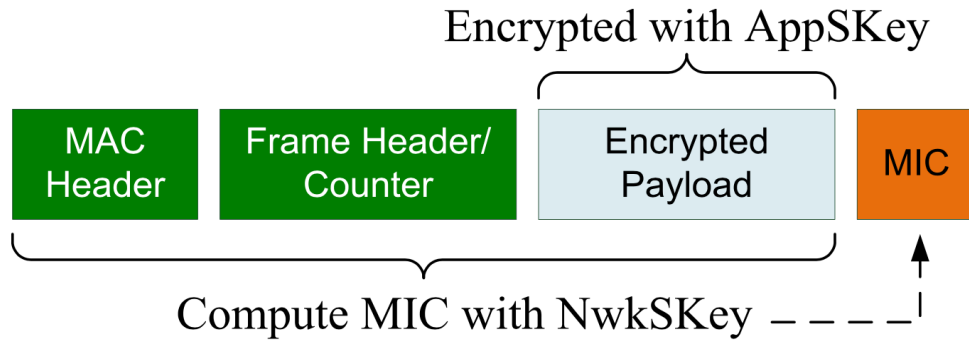 Encrypted with AppSKey
MAC
Header
Frame Header/
Counter
Encrypted
Payload
MIC
Compute MIC with NwkSKey